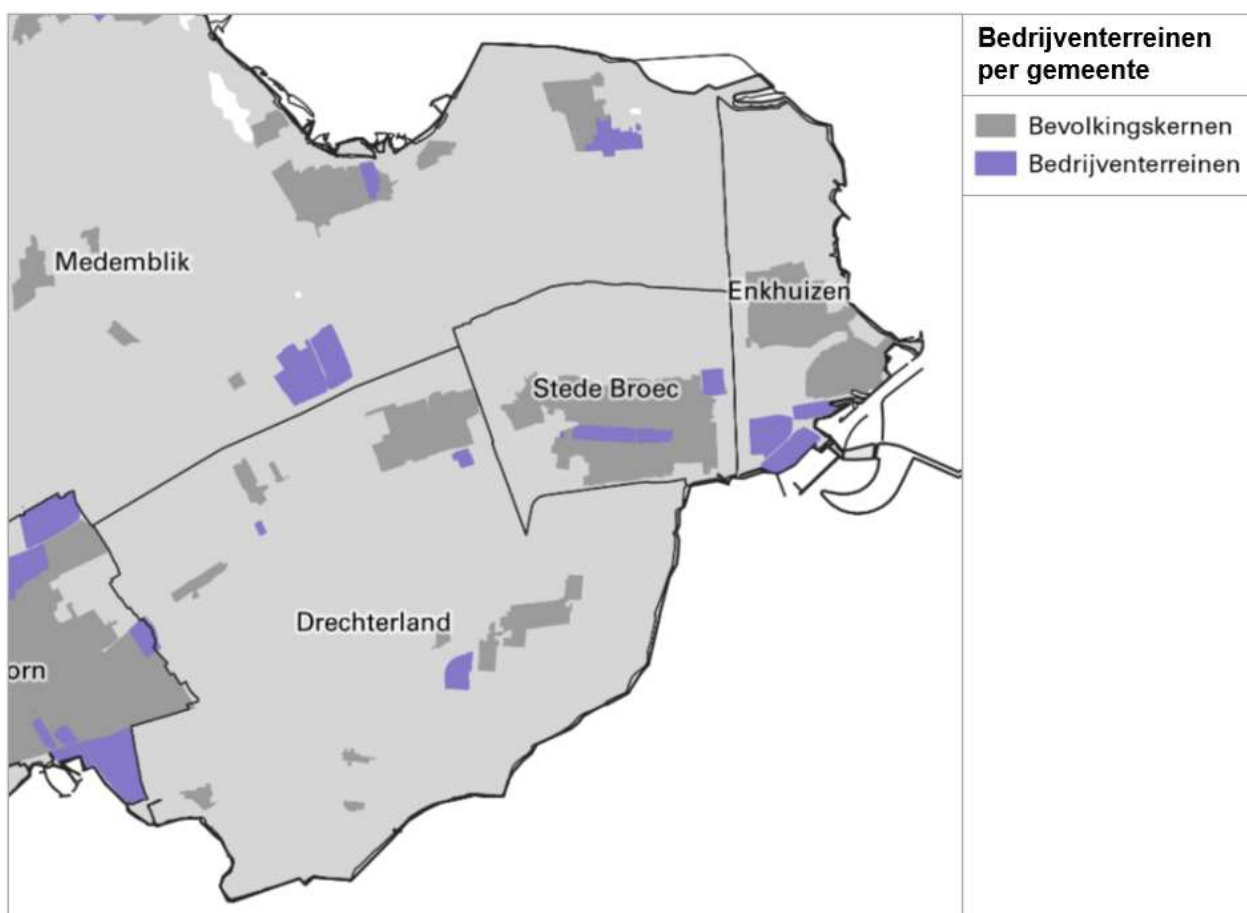 Bedrijventerreinen
per gemeente
Bevolkingskernen
Bedrijventerreinen
Medemblik
Enkhuizen
Stede Broec
Drechterland
orn